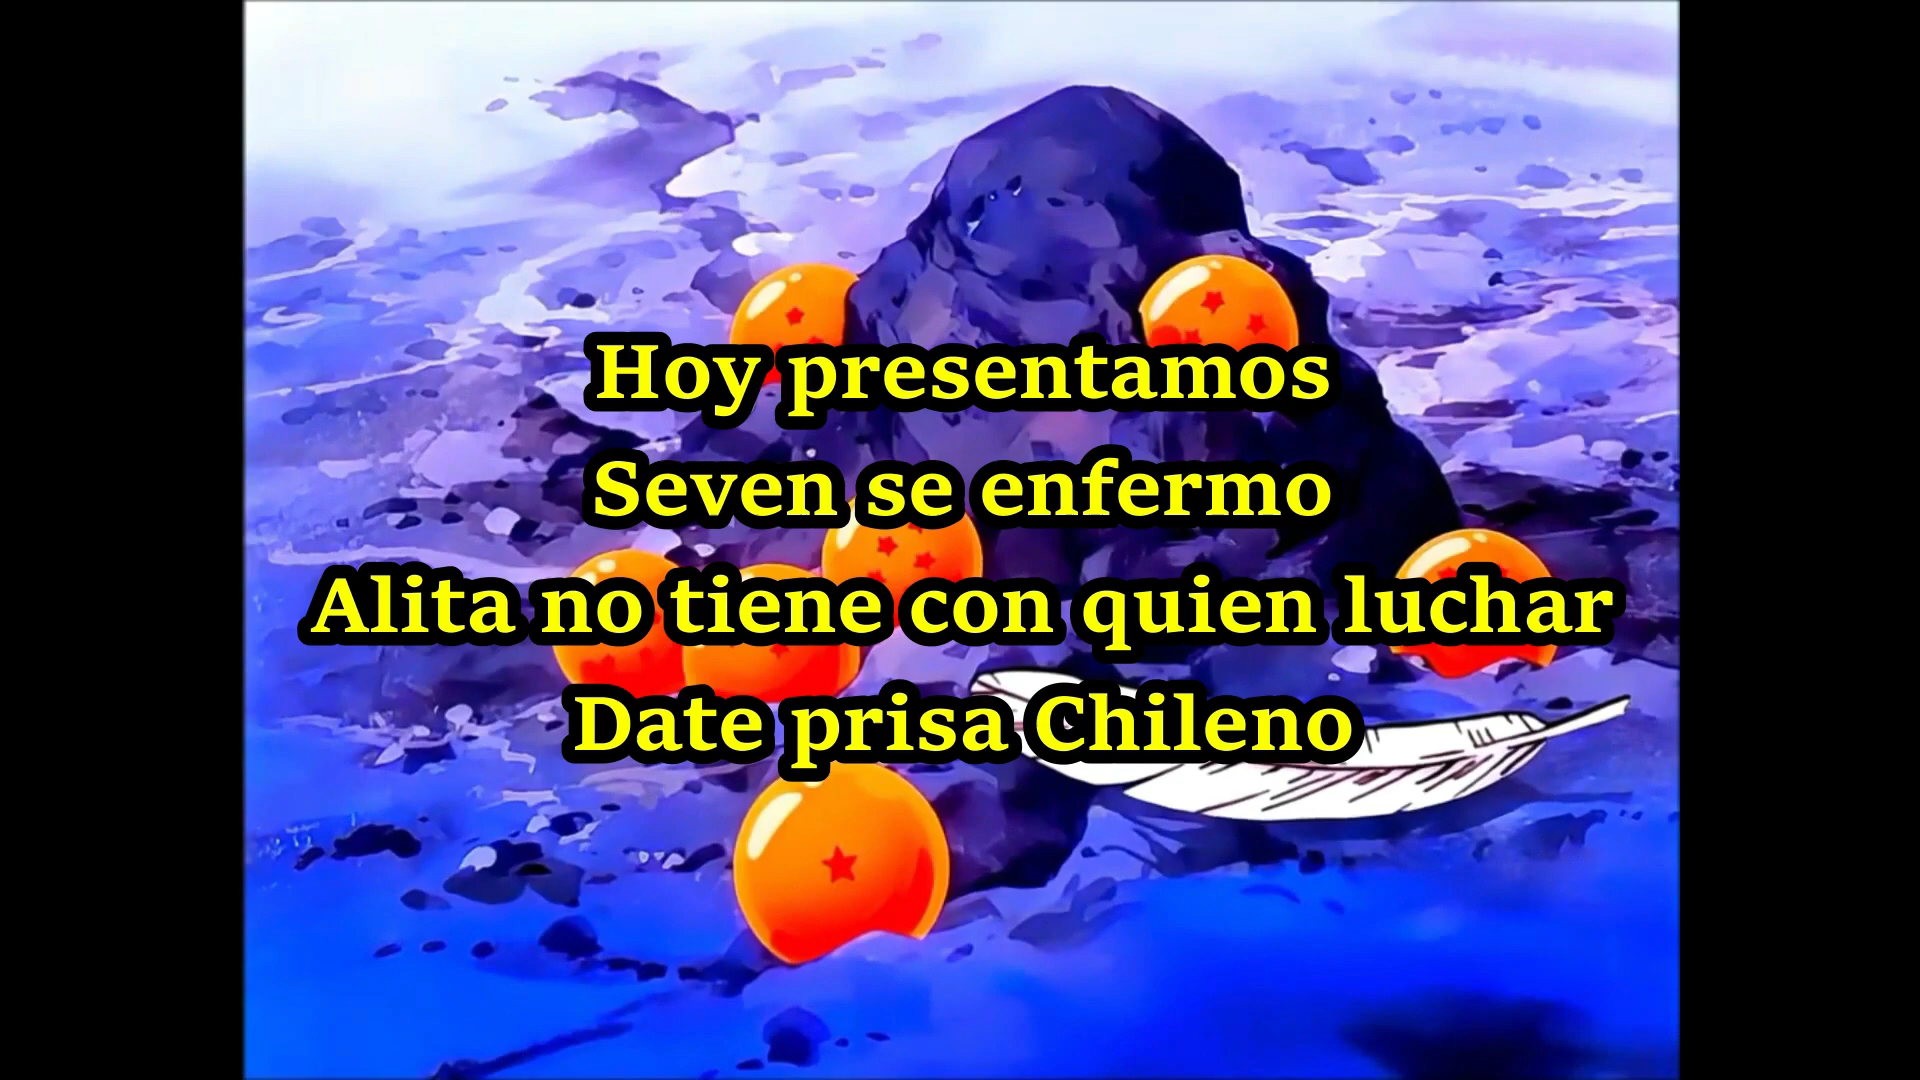 Hoy presentamos
Seven se enfermo
Alita no tiene con quien luchar
Date prisa Chileno